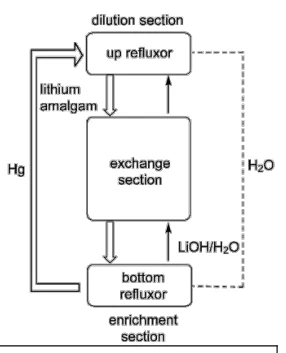 dilution section
up refluxor
lithium
amalgam
exchange
section
Hg
H₂O
LiOH/H₂O
bottom
refluxor
enrichment
section